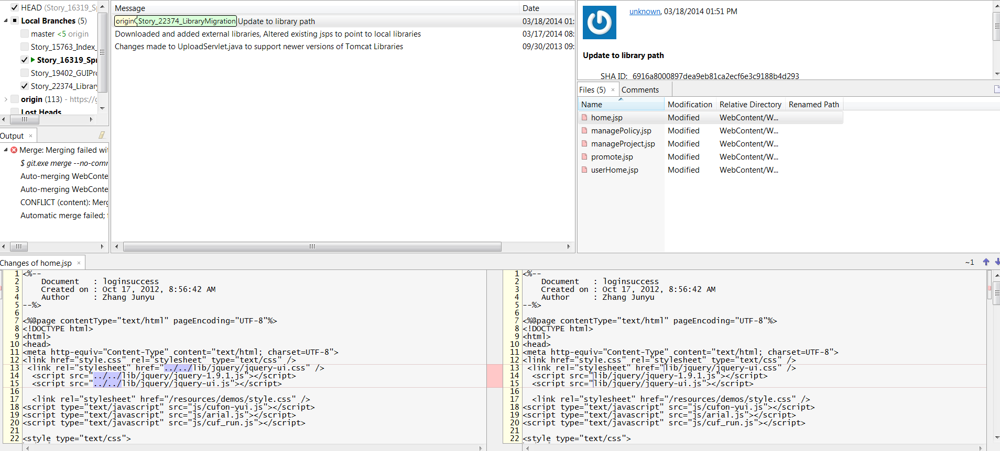 HEAD (Story_16319_Sp
Local Branches (5)
master <5 origin
Story_15763_Index_
Story_16319_Spr
Story_19402_GUIPro
Story_22374_Library
origin (113) - https://g
Lost Heads
Output
Merge: Merging failed wit
$ git.exe merge --no-comm
Auto-merging WebConte
Auto-merging WebConte
CONFLICT (content): Merg
Automatic merge failed;
Message Date
origin Story_22374_LibraryMigration Update to library path 03/18/2014 01:
Downloaded and added external libraries, Altered existing jsps to point to local libraries 03/17/2014 08:
Changes made to UploadServlet.java to support newer versions of Tomcat Libraries 09/30/2013 09:
unknown, 03/18/2014 01:51 PM
Update to library path
SHA ID: 6916a8000897dea9eb81ca2ecf6e3c9188b4d293
Files (5) Comments
Name Modification Relative Directory Renamed Path
home.jsp Modified WebContent/W...
managePolicy.jsp Modified WebContent/W...
manageProject.jsp Modified WebContent/W...
promote.jsp Modified WebContent/W...
userHome.jsp Modified WebContent/W...
Changes of home.jsp
~1
1 <%--
2 Document : loginsuccess
3 Created on : Oct 17, 2012, 8:56:42 AM
4 Author : Zhang Junyu
5 --%>
6
7 <%@page contentType="text/html" pageEncoding="UTF-8"%>
8 <!DOCTYPE html>
9 <html>
10 <head>
11 <meta http-equiv="Content-Type" content="text/html; charset=UTF-8">
12 <link href="style.css" rel="stylesheet" type="text/css" />
13 <link rel="stylesheet" href="../../lib/jquery/jquery-ui.css" />
14 <script src="../../lib/jquery/jquery-1.9.1.js"></script>
15 <script src="../../lib/jquery/jquery-ui.js"></script>
16
17 <link rel="stylesheet" href="/resources/demos/style.css" />
18 <script type="text/javascript" src="js/cufon-yui.js"></script>
19 <script type="text/javascript" src="js/arial.js"></script>
20 <script type="text/javascript" src="js/cuf_run.js"></script>
21
22 <style type="text/css">
1 <%--
2 Document : loginsuccess
3 Created on : Oct 17, 2012, 8:56:42 AM
4 Author : Zhang Junyu
5 --%>
6
7 <%@page contentType="text/html" pageEncoding="UTF-8"%>
8 <!DOCTYPE html>
9 <html>
10 <head>
11 <meta http-equiv="Content-Type" content="text/html; charset=UTF-8">
12 <link href="style.css" rel="stylesheet" type="text/css" />
13 <link rel="stylesheet" href="lib/jquery/jquery-ui.css" />
14 <script src="lib/jquery/jquery-1.9.1.js"></script>
15 <script src="lib/jquery/jquery-ui.js"></script>
16
17 <link rel="stylesheet" href="/resources/demos/style.css" />
18 <script type="text/javascript" src="js/cufon-yui.js"></script>
19 <script type="text/javascript" src="js/arial.js"></script>
20 <script type="text/javascript" src="js/cuf_run.js"></script>
21
22 <style type="text/css">